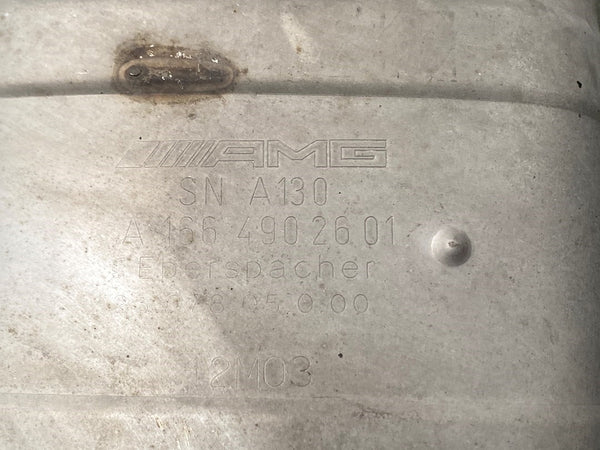 AMG
SN A130
A 166 490 26 01
Eberspächer
12M03